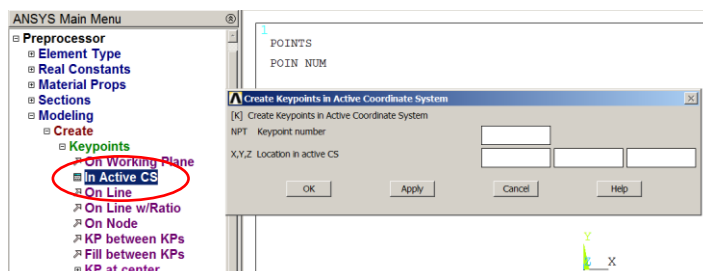 ANSYS Main Menu
Preprocessor
Element Type
Real Constants
Material Props
Sections
Modeling
Create
Keypoints
On Working Plane
In Active CS
On Line
On Line w/Ratio
On Node
KP between KPs
Fill between KPs
KP at center
1
POINTS
POIN NUM
Create Keypoints in Active Coordinate System
[K] Create Keypoints in Active Coordinate System
NPT Keypoint number
X,Y,Z Location in active CS
OK Apply Cancel Help
Y
Z X